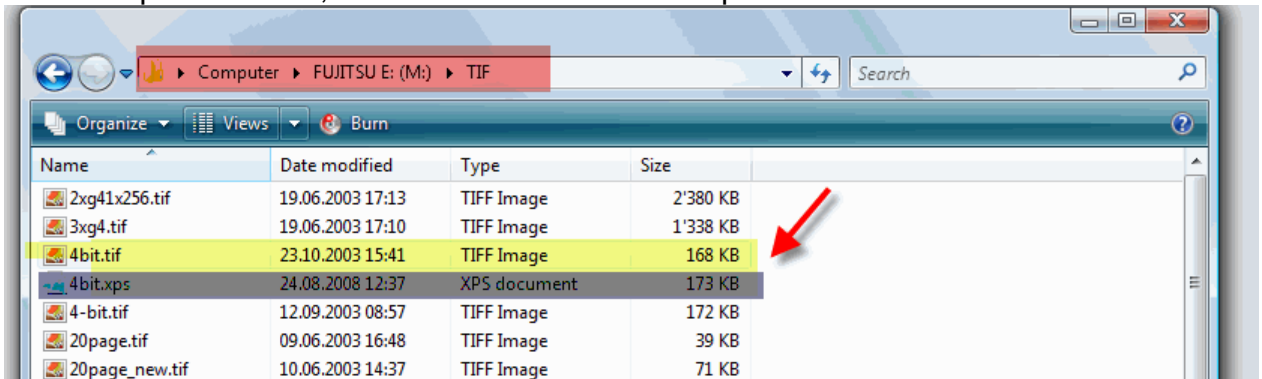 Computer ▸ FUJITSU E: (M:) ▸ TIF Search
Organize Views Burn
Name Date modified Type Size
2xg41x256.tif 19.06.2003 17:13 TIFF Image 2'380 KB
3xg4.tif 19.06.2003 17:10 TIFF Image 1'338 KB
4bit.tif 23.10.2003 15:41 TIFF Image 168 KB
4bit.xps 24.08.2008 12:37 XPS document 173 KB
4-bit.tif 12.09.2003 08:57 TIFF Image 172 KB
20page.tif 09.06.2003 16:48 TIFF Image 39 KB
20page_new.tif 10.06.2003 14:37 TIFF Image 71 KB